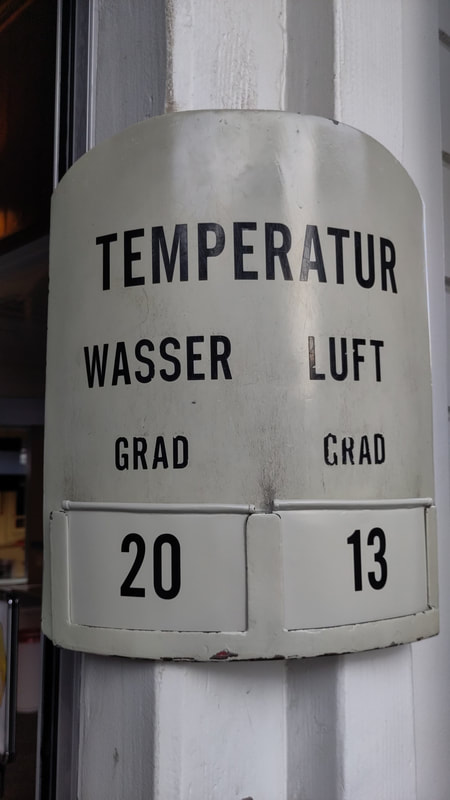 TEMPERATUR
WASSER LUFT
GRAD GRAD
20 13